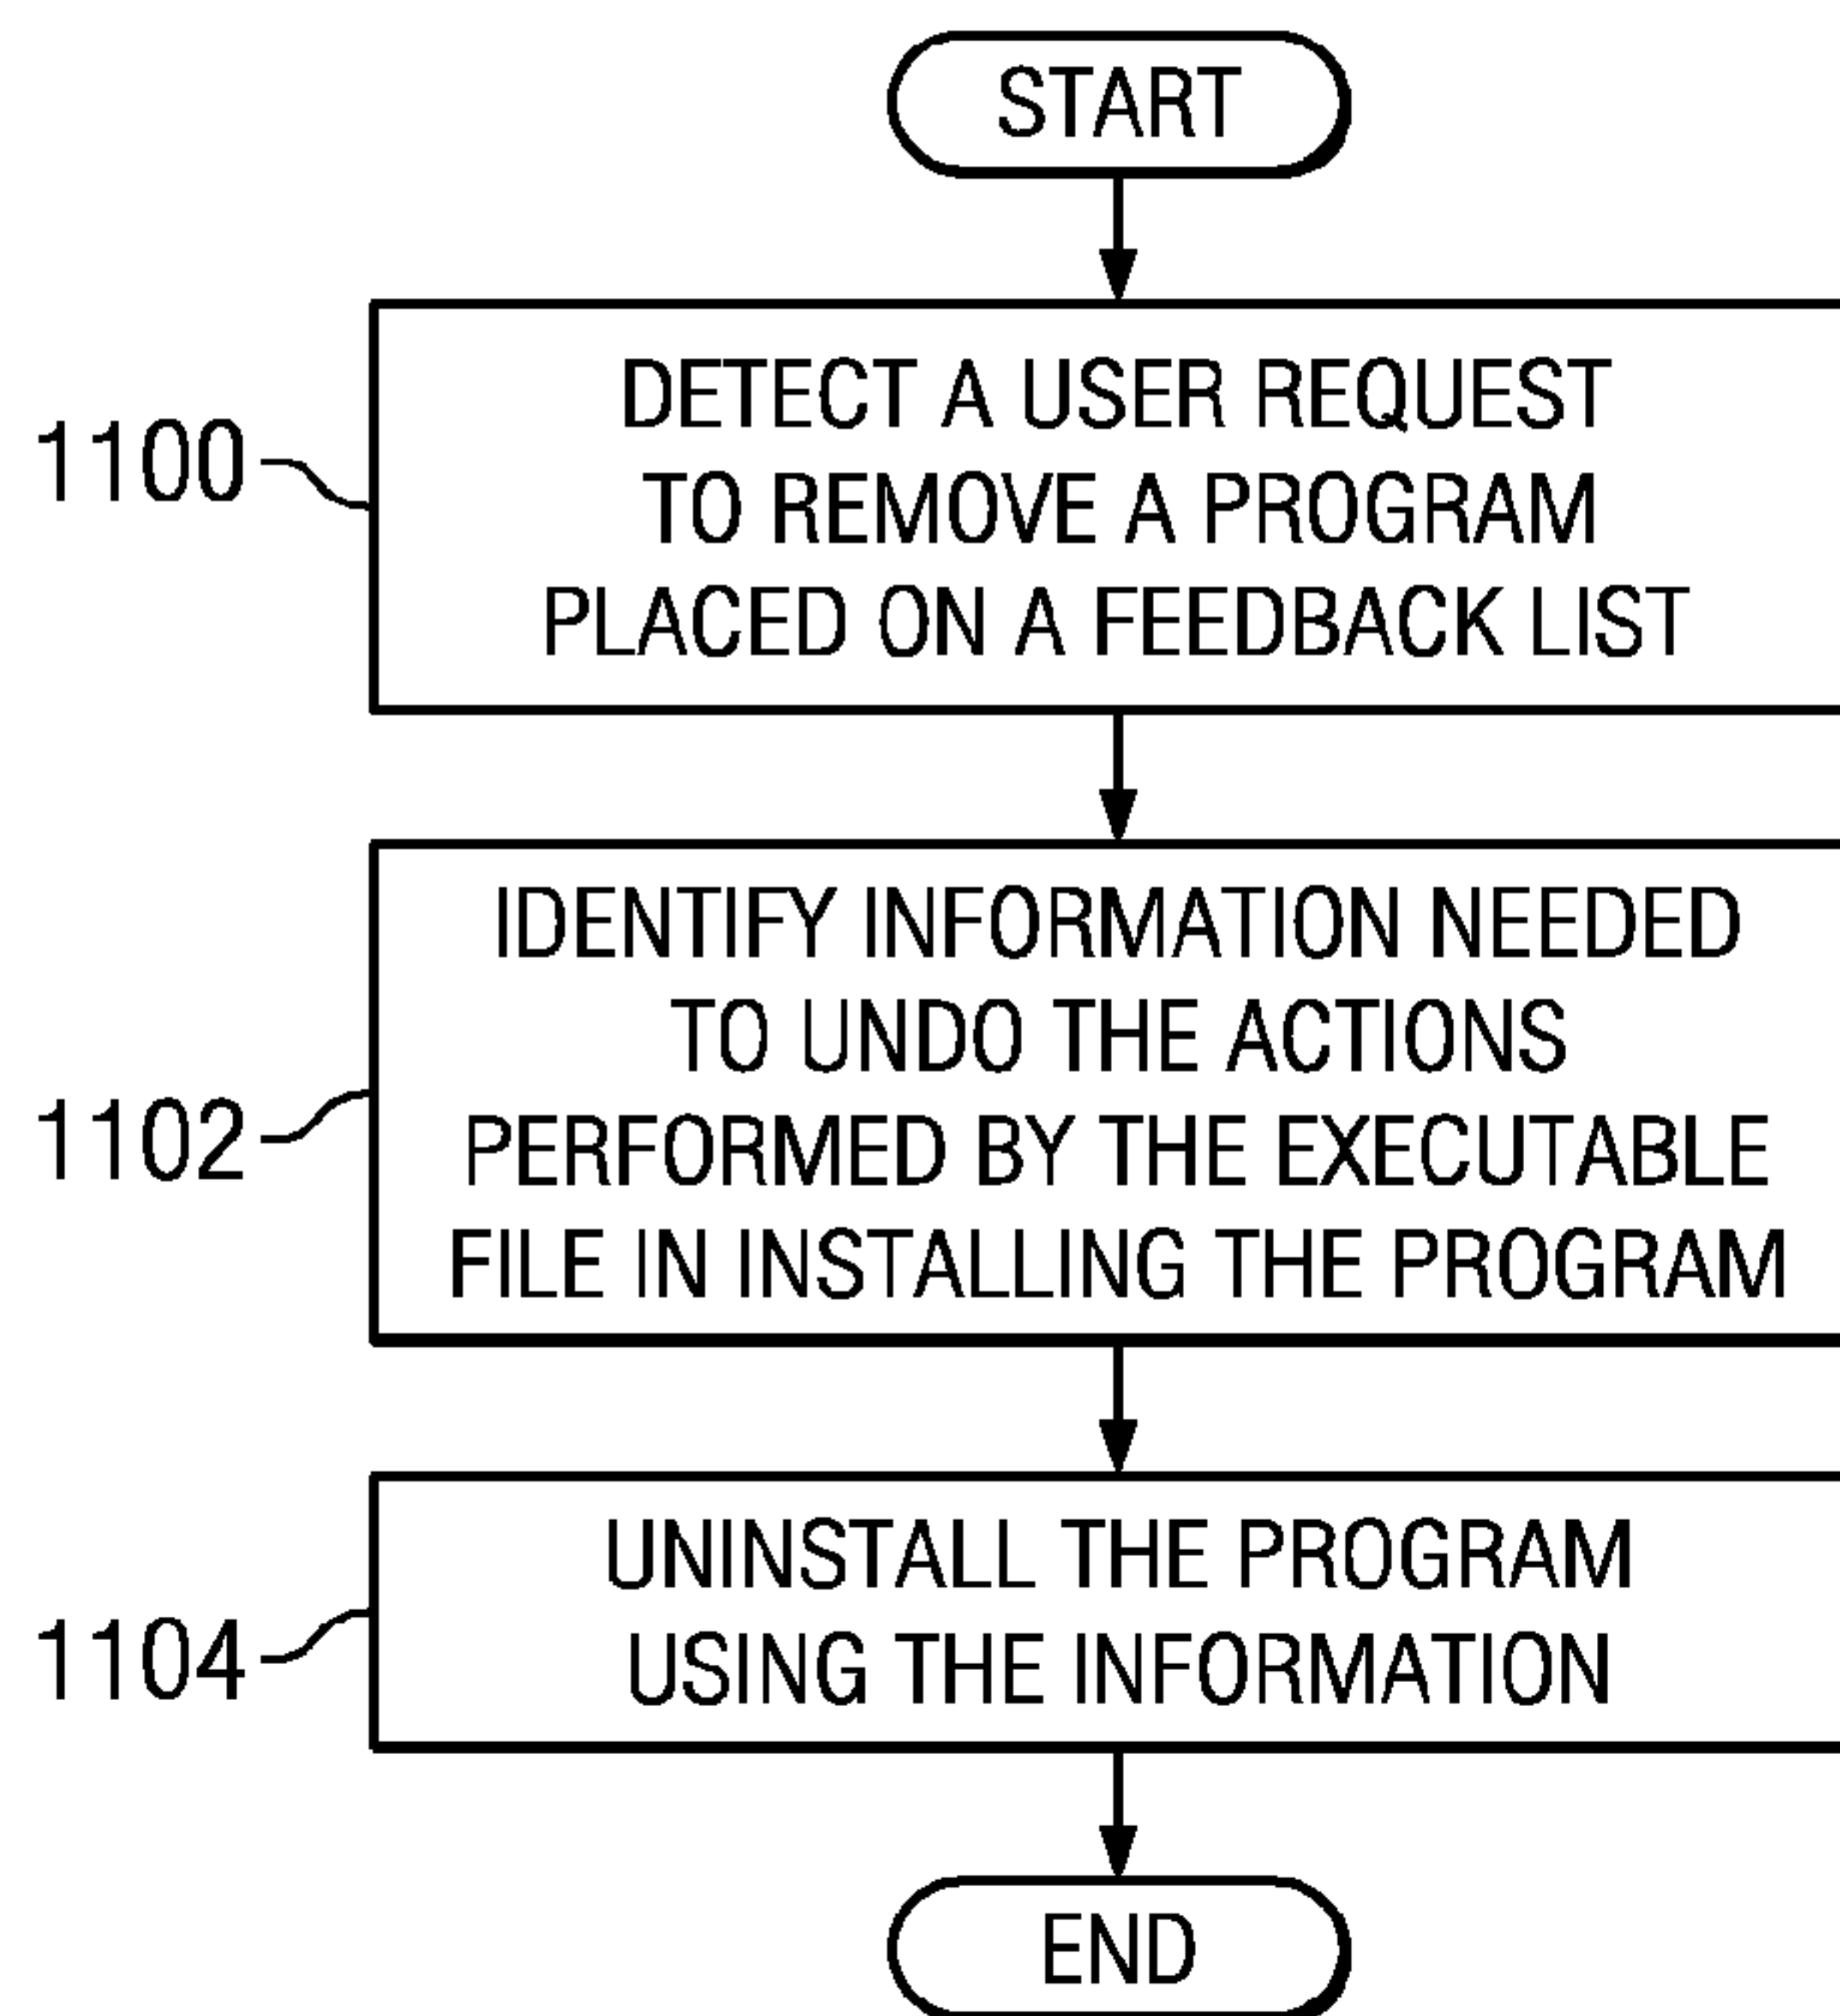 START
1100
DETECT A USER REQUEST
TO REMOVE A PROGRAM
PLACED ON A FEEDBACK LIST
1102
IDENTIFY INFORMATION NEEDED
TO UNDO THE ACTIONS
PERFORMED BY THE EXECUTABLE
FILE IN INSTALLING THE PROGRAM
1104
UNINSTALL THE PROGRAM
USING THE INFORMATION
END